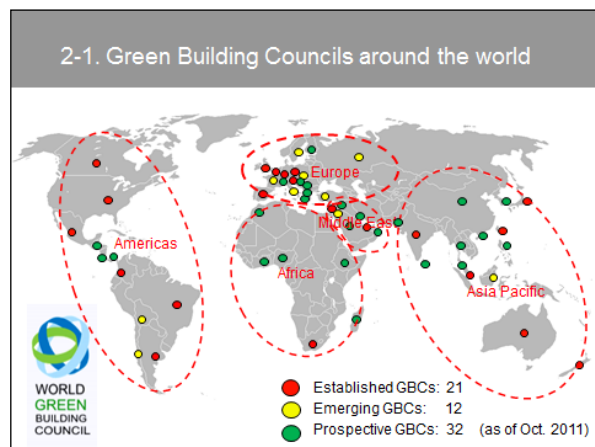 2-1. Green Building Councils around the world
Europe
Middle East
Americas
Africa
Asia Pacific
WORLD
GREEN
BUILDING
COUNCIL
Established GBCs: 21
Emerging GBCs: 12
Prospective GBCs: 32 (as of Oct. 2011)